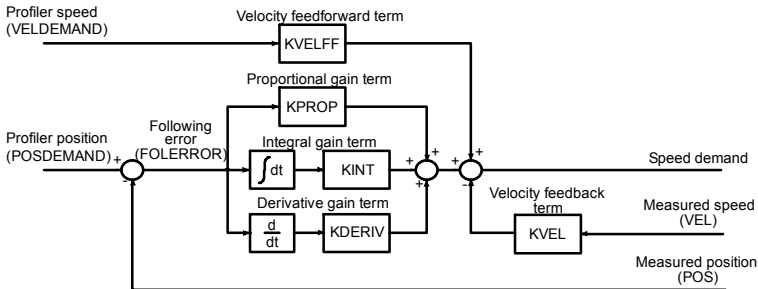 Profiler speed
(VELDEMAND)
Velocity feedforward term
KVELFF
+
Proportional gain term
KPROP
Profiler position
(POSDEMAND)
+
-
Following
error
(FOLERROR)
Integral gain term
∫dt
KINT
+
+
+
+
-
Speed demand
Derivative gain term
d
dt
KDERIV
Velocity feedback
term
KVEL
Measured speed
(VEL)
Measured position
(POS)